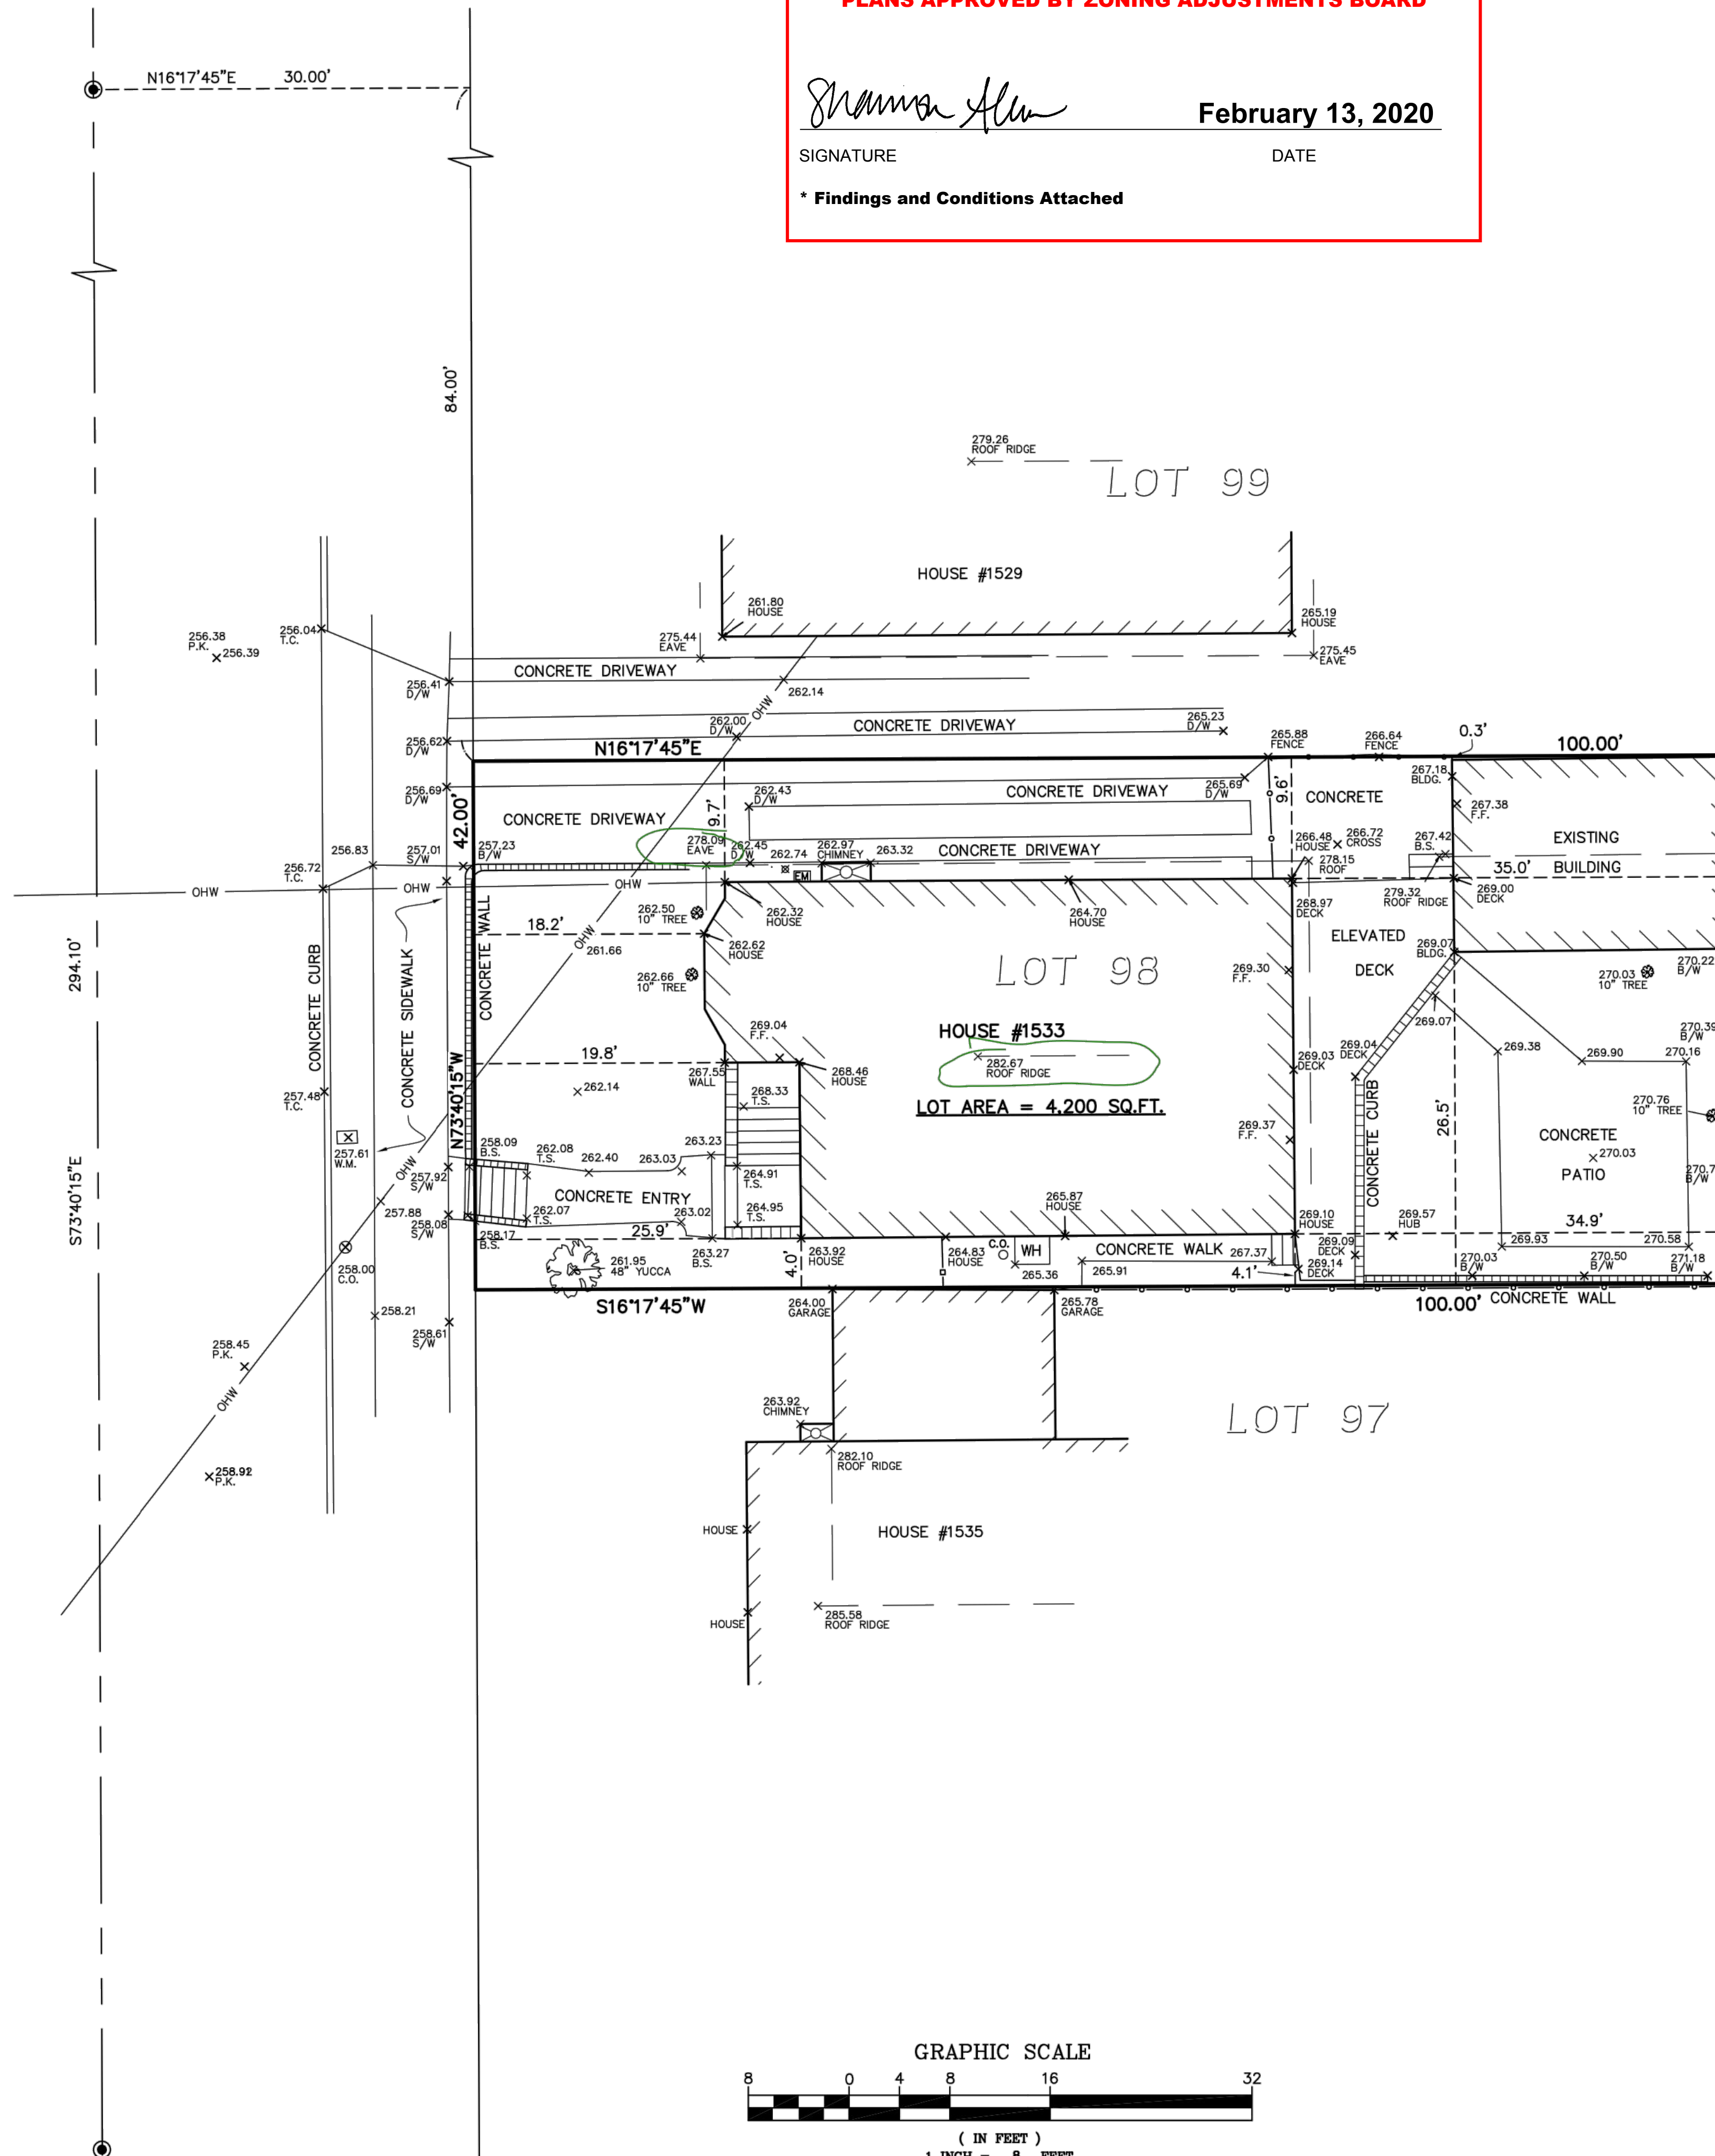 PLANS APPROVED BY ZONING ADJUSTMENTS BOARD
February 13, 2020
SIGNATURE
DATE
* Findings and Conditions Attached
N16°17'45"E 30.00'
84.00'
279.26
ROOF RIDGE
LOT 99
HOUSE #1529
261.80
HOUSE
265.19
HOUSE
275.44
EAVE
275.45
EAVE
256.38
P.K.
256.39
256.04
T.C.
CONCRETE DRIVEWAY
256.41
D/W
262.14
OHW
262.00
D/W
CONCRETE DRIVEWAY
265.23
D/W
256.62
D/W
N16°17'45"E
265.88
FENCE
266.64
FENCE
0.3'
100.00'
256.69
D/W
42.00'
262.43
D/W
9.7'
CONCRETE DRIVEWAY
265.69
D/W
9.6'
CONCRETE
267.18
BLDG.
267.38
F.F.
CONCRETE DRIVEWAY
278.09
EAVE
262.45
D/W
262.74
262.97
CHIMNEY
263.32
CONCRETE DRIVEWAY
266.48
HOUSE
266.72
CROSS
267.42
B.S.
EXISTING
BUILDING
35.0'
256.83
257.01
S/W
257.23
B/W
256.72
T.C.
OHW
OHW
OHW
EM
278.15
ROOF
279.32
ROOF RIDGE
269.00
DECK
18.2'
262.50
10" TREE
262.32
HOUSE
264.70
HOUSE
268.97
DECK
OHW
261.66
262.62
HOUSE
ELEVATED
DECK
269.07
BLDG.
294.10'
CONCRETE CURB
CONCRETE SIDEWALK
CONCRETE WALL
262.66
10" TREE
LOT 98
269.30
F.F.
270.03
10" TREE
270.22
B/W
269.07
269.04
F.F.
HOUSE #1533
282.67
ROOF RIDGE
LOT AREA = 4,200 SQ.FT.
269.03
DECK
269.04
DECK
269.38
269.90
270.39
B/W
270.16
19.8'
267.55
WALL
268.46
HOUSE
268.33
T.S.
262.14
257.48
T.C.
N73°40'15"W
257.61
W.M.
258.09
B.S.
262.08
T.S.
262.40
263.03
263.23
264.91
T.S.
269.37
F.F.
CONCRETE CURB
26.5'
270.76
10" TREE
CONCRETE
270.03
PATIO
270.7
B/W
S73°40'15"E
OHW
257.92
S/W
257.88
258.08
S/W
CONCRETE ENTRY
262.07
T.S.
263.02
264.95
T.S.
265.87
HOUSE
269.10
HOUSE
269.57
HUB
34.9'
258.17
B.S.
25.9'
263.27
B.S.
4.0'
263.92
HOUSE
264.83
HOUSE
C.O.
WH
CONCRETE WALK
267.37
269.09
DECK
269.93
270.58
258.00
C.O.
261.95
48" YUCCA
265.36
265.91
4.1'
269.14
DECK
270.03
B/W
270.50
B/W
271.18
B/W
S16°17'45"W
264.00
GARAGE
265.78
GARAGE
100.00'
CONCRETE WALL
258.21
258.61
S/W
258.45
P.K.
OHW
263.92
CHIMNEY
LOT 97
282.10
ROOF RIDGE
258.92
P.K.
HOUSE
HOUSE #1535
285.58
ROOF RIDGE
HOUSE
GRAPHIC SCALE
8 0 4 8 16 32
( IN FEET )
1 INCH = 8 FEET